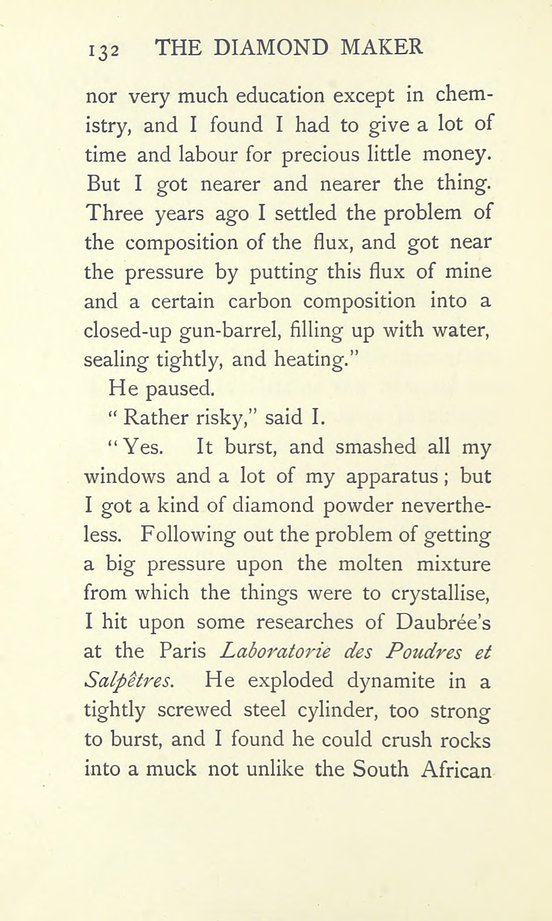 132 THE DIAMOND MAKER
nor very much education except in chem-
istry, and I found I had to give a lot of
time and labour for precious little money.
But I got nearer and nearer the thing.
Three years ago I settled the problem of
the composition of the flux, and got near
the pressure by putting this flux of mine
and a certain carbon composition into a
closed-up gun-barrel, filling up with water,
sealing tightly, and heating.”
He paused.
“ Rather risky,” said I.
“ Yes. It burst, and smashed all my
windows and a lot of my apparatus ; but
I got a kind of diamond powder neverthe-
less. Following out the problem of getting
a big pressure upon the molten mixture
from which the things were to crystallise,
I hit upon some researches of Daubrée’s
at the Paris Laboratorie des Poudres et
Salpêtres. He exploded dynamite in a
tightly screwed steel cylinder, too strong
to burst, and I found he could crush rocks
into a muck not unlike the South African